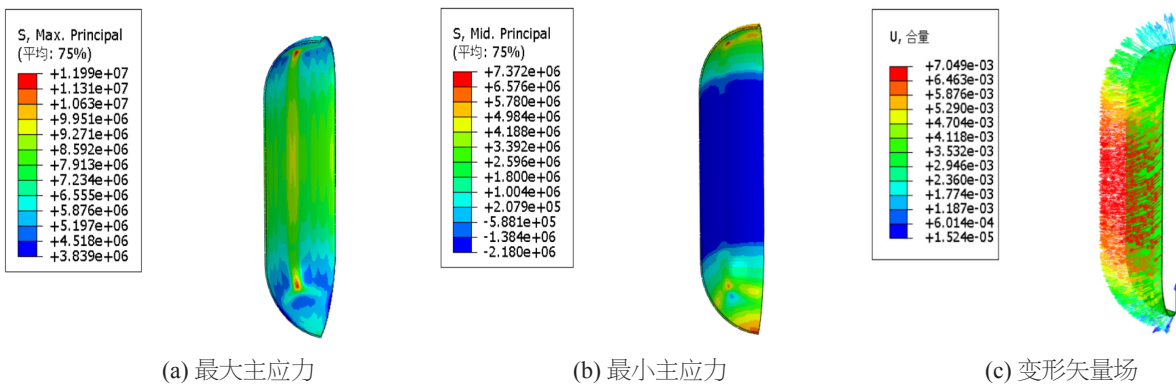 S, Max. Principal
(平均: 75%)
+1.199e+07
+1.131e+07
+1.063e+07
+9.951e+06
+9.271e+06
+8.592e+06
+7.913e+06
+7.234e+06
+6.555e+06
+5.876e+06
+5.197e+06
+4.518e+06
+3.839e+06
S, Mid. Principal
(平均: 75%)
+7.372e+06
+6.576e+06
+5.780e+06
+4.984e+06
+4.188e+06
+3.392e+06
+2.596e+06
+1.800e+06
+1.004e+06
+2.079e+05
-5.881e+05
-1.384e+06
-2.180e+06
U, 合量
+7.049e-03
+6.463e-03
+5.876e-03
+5.290e-03
+4.704e-03
+4.118e-03
+3.532e-03
+2.946e-03
+2.360e-03
+1.774e-03
+1.187e-03
+6.014e-04
+1.524e-05
(a) 最大主应力
(b) 最小主应力
(c) 变形矢量场